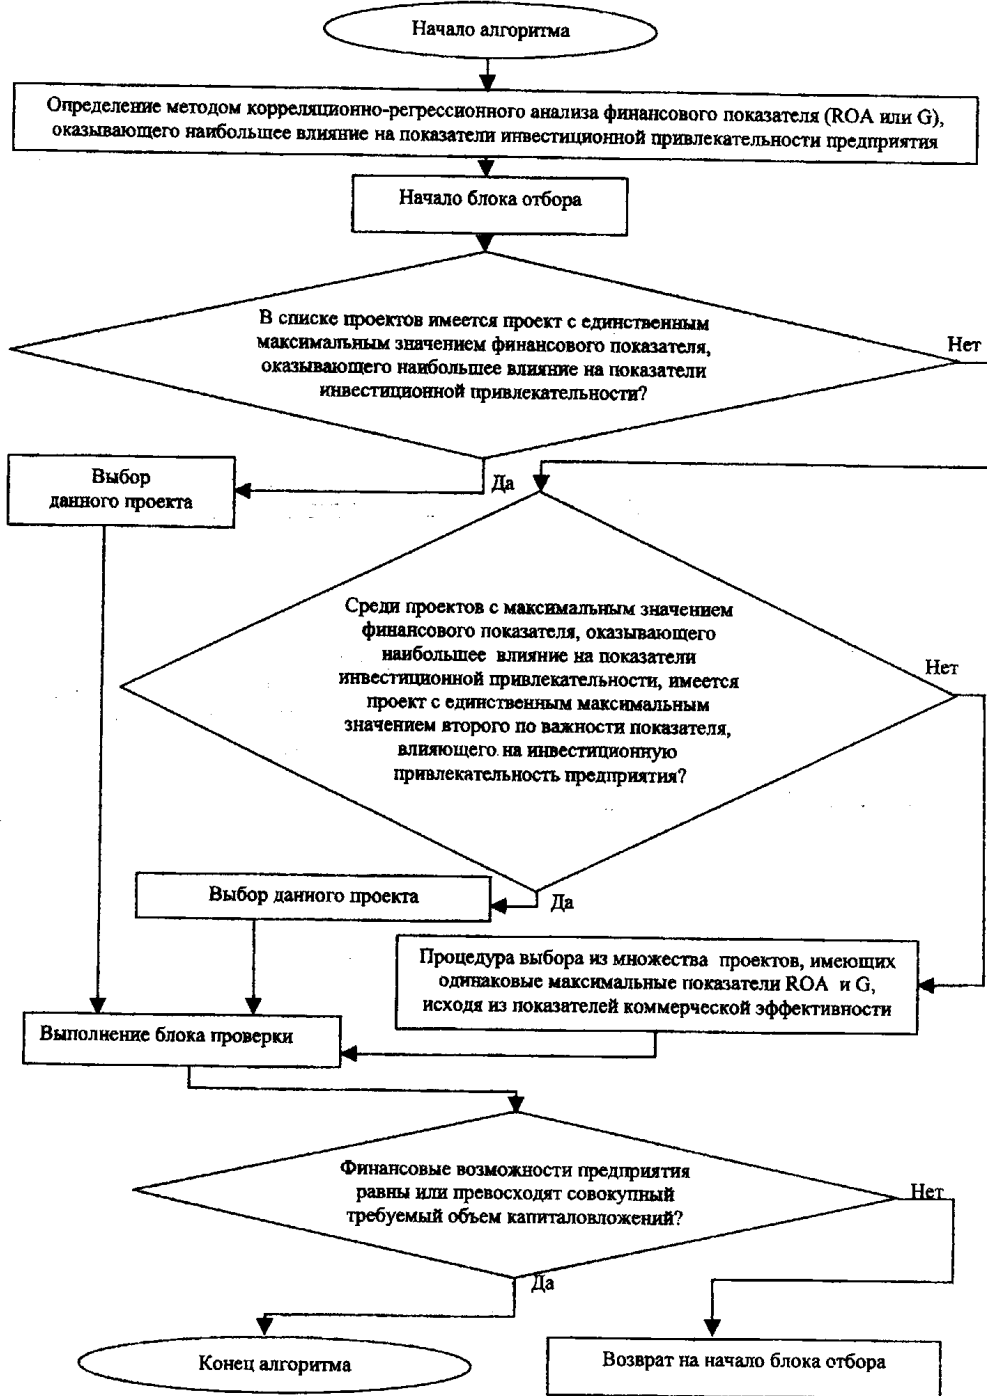 Начало алгоритма
Определение методом корреляционно-регрессионного анализа финансового показателя (ROA или G),
оказывающего наибольшее влияние на показатели инвестиционной привлекательности предприятия
Начало блока отбора
В списке проектов имеется проект с единственным
максимальным значением финансового показателя,
оказывающего наибольшее влияние на показатели
инвестиционной привлекательности?
Нет
Выбор
данного проекта
Да
Среди проектов с максимальным значением
финансового показателя, оказывающего
наибольшее влияние на показатели
инвестиционной привлекательности, имеется
проект с единственным максимальным
значением второго по важности показателя,
влияющего на инвестиционную
привлекательность предприятия?
Нет
Выбор данного проекта
Да
Процедура выбора из множества проектов, имеющих
одинаковые максимальные показатели ROA и G,
исходя из показателей коммерческой эффективности
Выполнение блока проверки
Финансовые возможности предприятия
равны или превосходят совокупный
требуемый объем капиталовложений?
Нет
Да
Конец алгоритма
Возврат на начало блока отбора